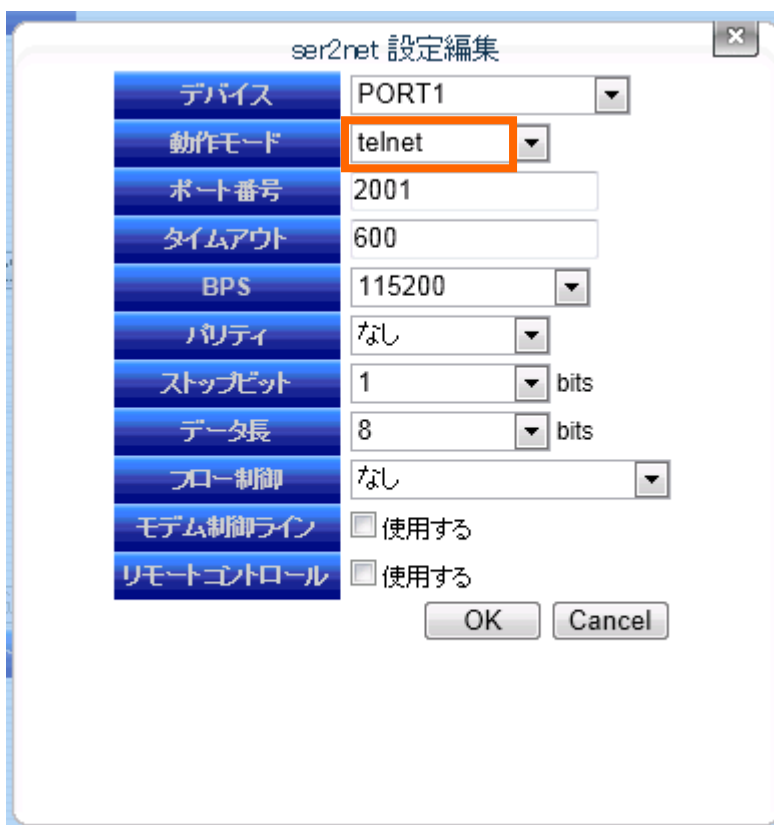 ser2net 設定編集
デバイス PORT1
動作モード telnet
ポート番号 2001
タイムアウト 600
BPS 115200
パリティ なし
ストップビット 1 bits
データ長 8 bits
フロー制御 なし
モデム制御ライン 使用する
リモートコントロール 使用する
OK Cancel